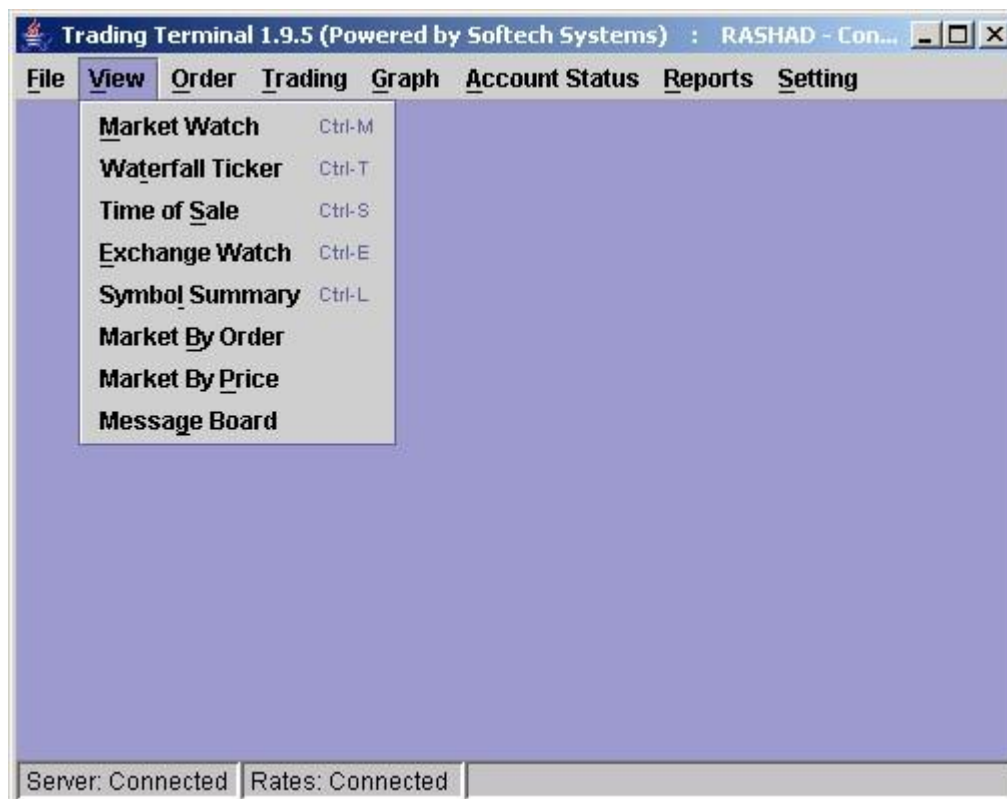 Trading Terminal 1.9.5 (Powered by Softech Systems) : RASHAD - Con...
File View Order Trading Graph Account Status Reports Setting
Market Watch Ctrl-M
Waterfall Ticker Ctrl-T
Time of Sale Ctrl-S
Exchange Watch Ctrl-E
Symbol Summary Ctrl-L
Market By Order
Market By Price
Message Board
Server: Connected Rates: Connected